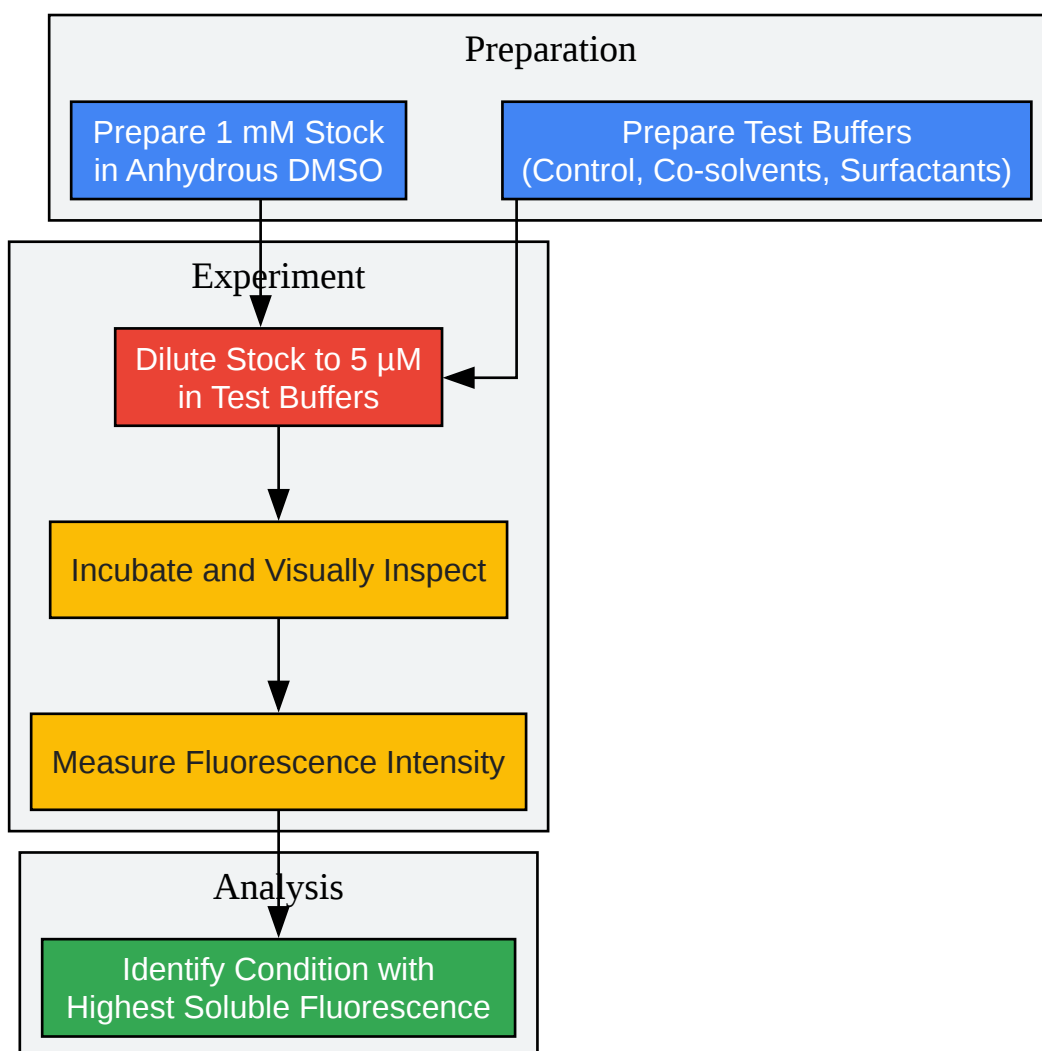 Preparation
Prepare 1 mM Stock
in Anhydrous DMSO
Prepare Test Buffers
(Control, Co-solvents, Surfactants)
Experiment
Dilute Stock to 5 µM
in Test Buffers
Incubate and Visually Inspect
Measure Fluorescence Intensity
Analysis
Identify Condition with
Highest Soluble Fluorescence